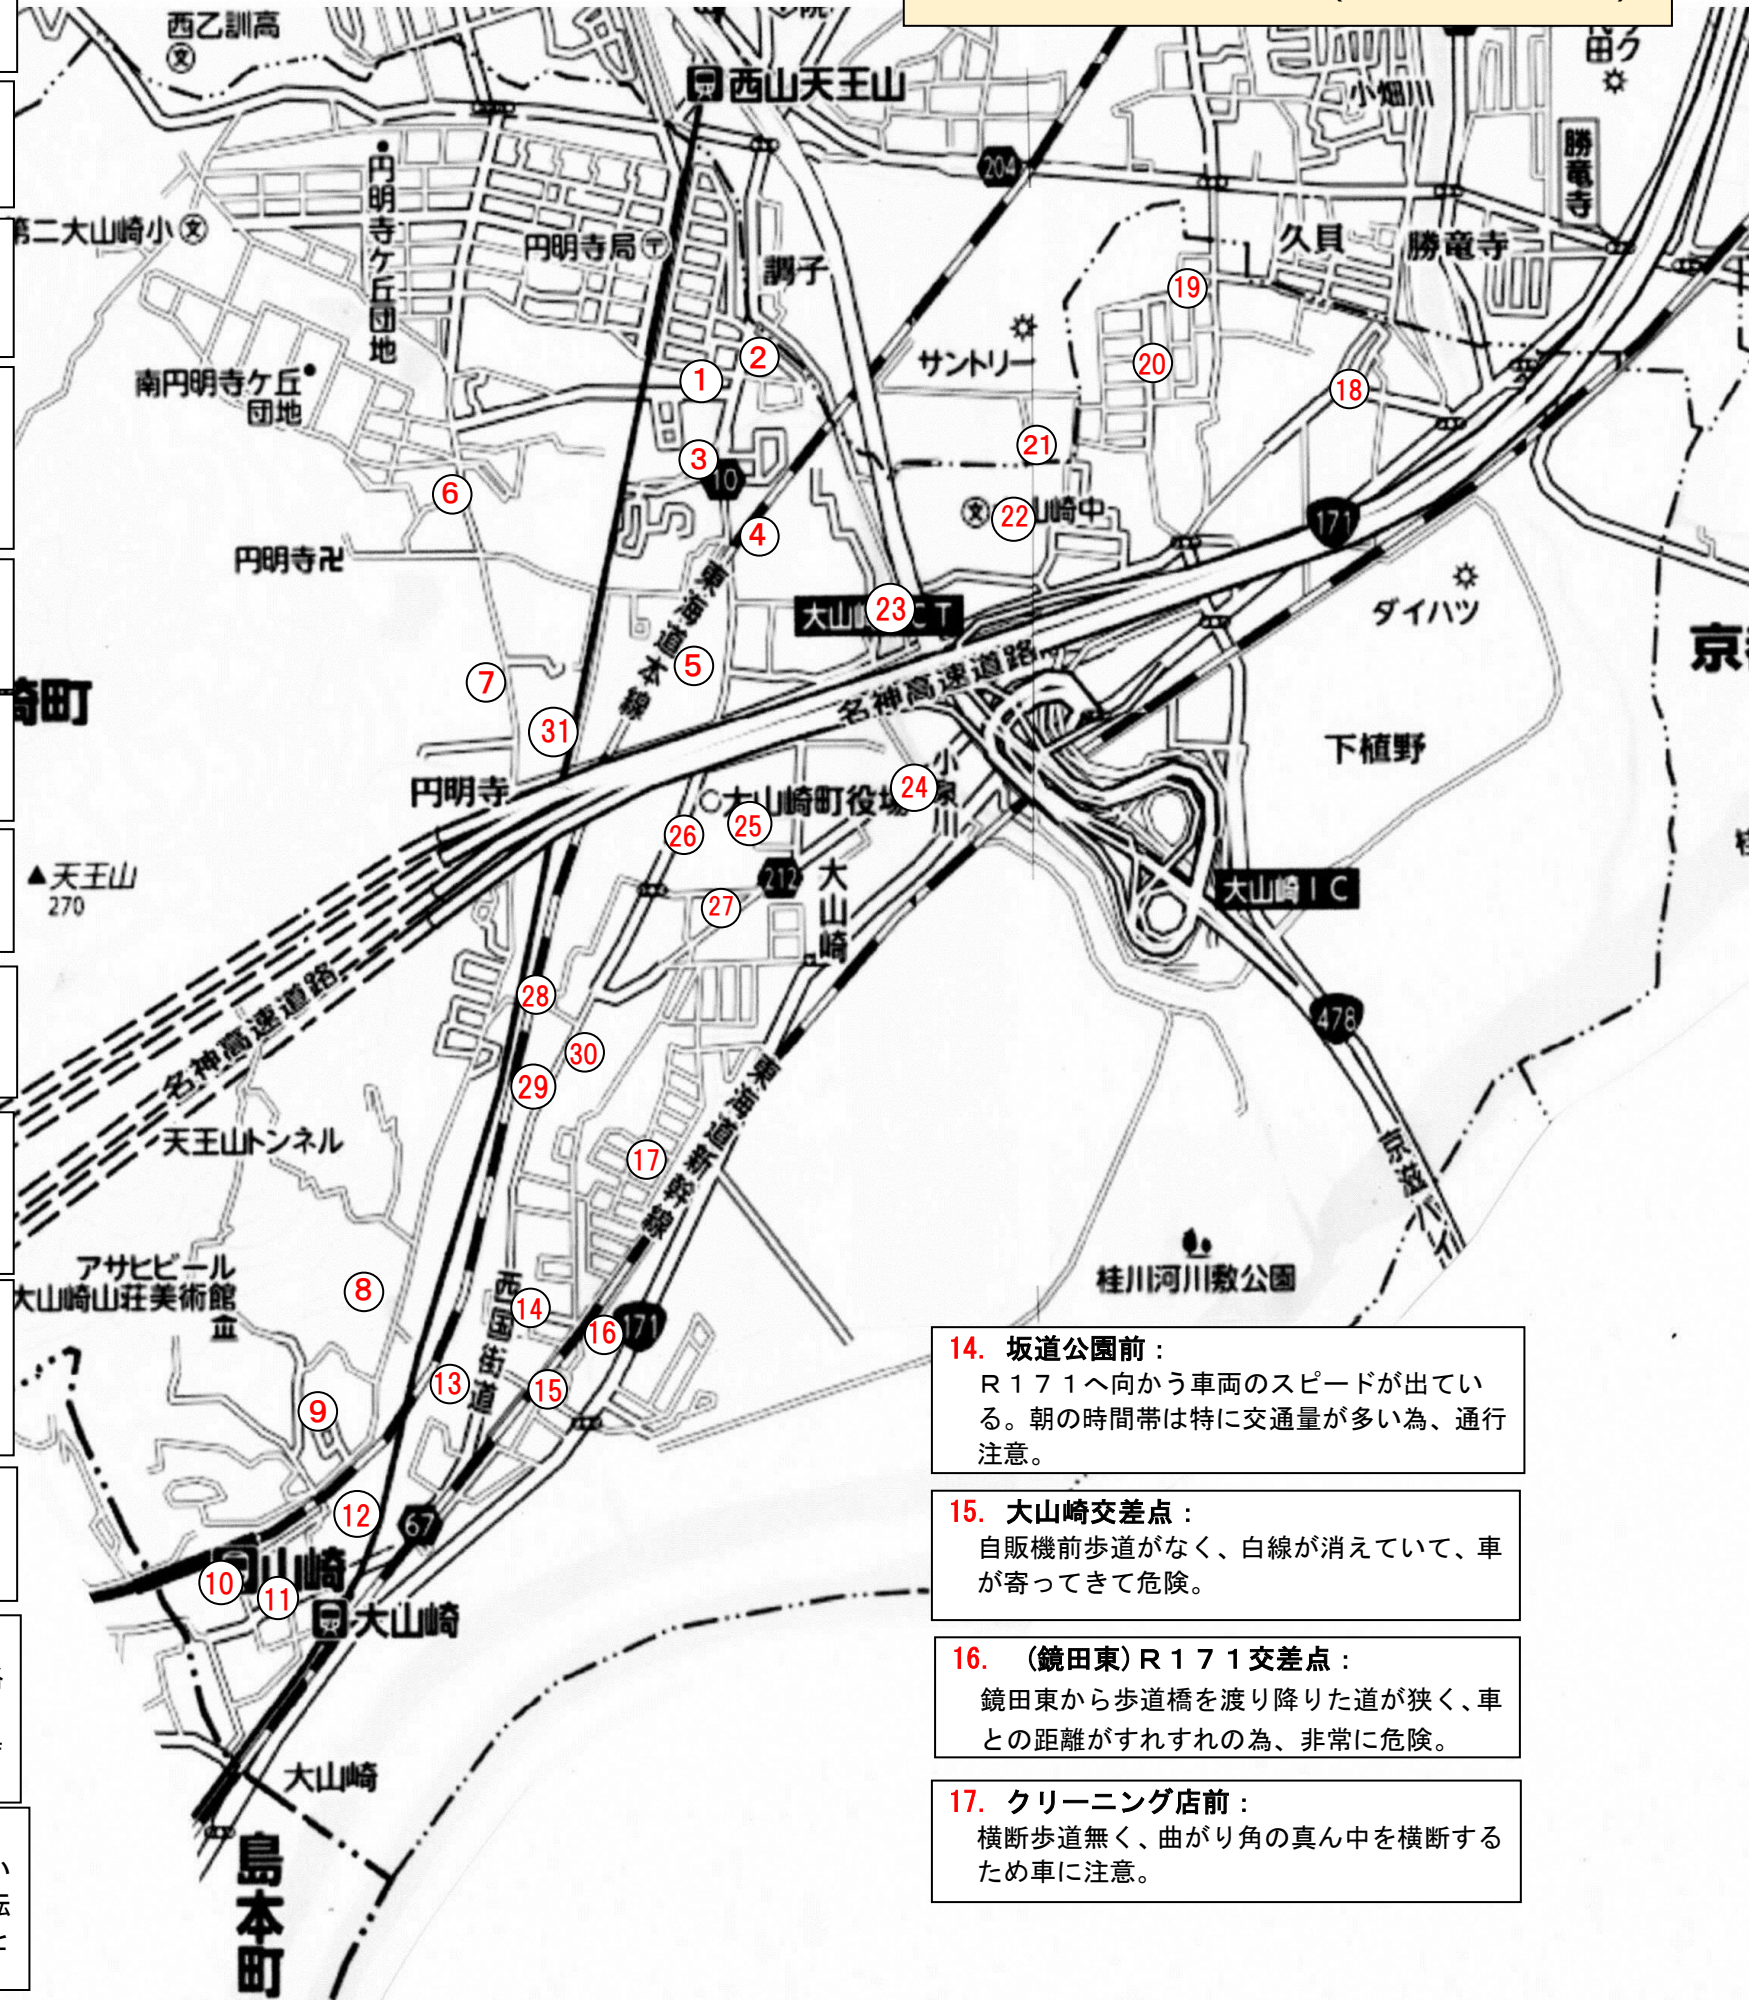 西乙訓高
文
西山天王山
小畑川
204
勝竜寺
円明寺ケ丘団地
第二大山崎小
文
円明寺局
調子
久貝
勝竜寺
19
サントリー
2
20
1
18
南円明寺ケ丘
団地
21
3
10
6
文
22
山崎中
171
4
円明寺
東海道本線
ダイハツ
大山崎
23
CT
京
5
7
崎町
名神高速道路
31
下植野
円明寺
小泉川
24
大山崎町役場
25
26
天王山
270
212
大山崎
大山崎IC
27
名神高速道路
28
478
30
29
東海道新幹線
天王山トンネル
17
京滋バイ
アサヒビール
大山崎山荘美術館
8
西国街道
14
16
171
桂川河川敷公園
13
15
9
12
67
山崎
10
11
大山崎
大山崎
島本町
14. 坂道公園前：
R171へ向かう車両のスピードが出てい
る。朝の時間帯は特に交通量が多い為、通行
注意。
15. 大山崎交差点：
自販機前歩道がなく、白線が消えていて、車
が寄ってきて危険。
16. (鏡田東)R171交差点：
鏡田東から歩道橋を渡り降りた道が狭く、車
との距離がすれすれの為、非常に危険。
17. クリーニング店前：
横断歩道無く、曲がり角の真ん中を横断する
ため車に注意。